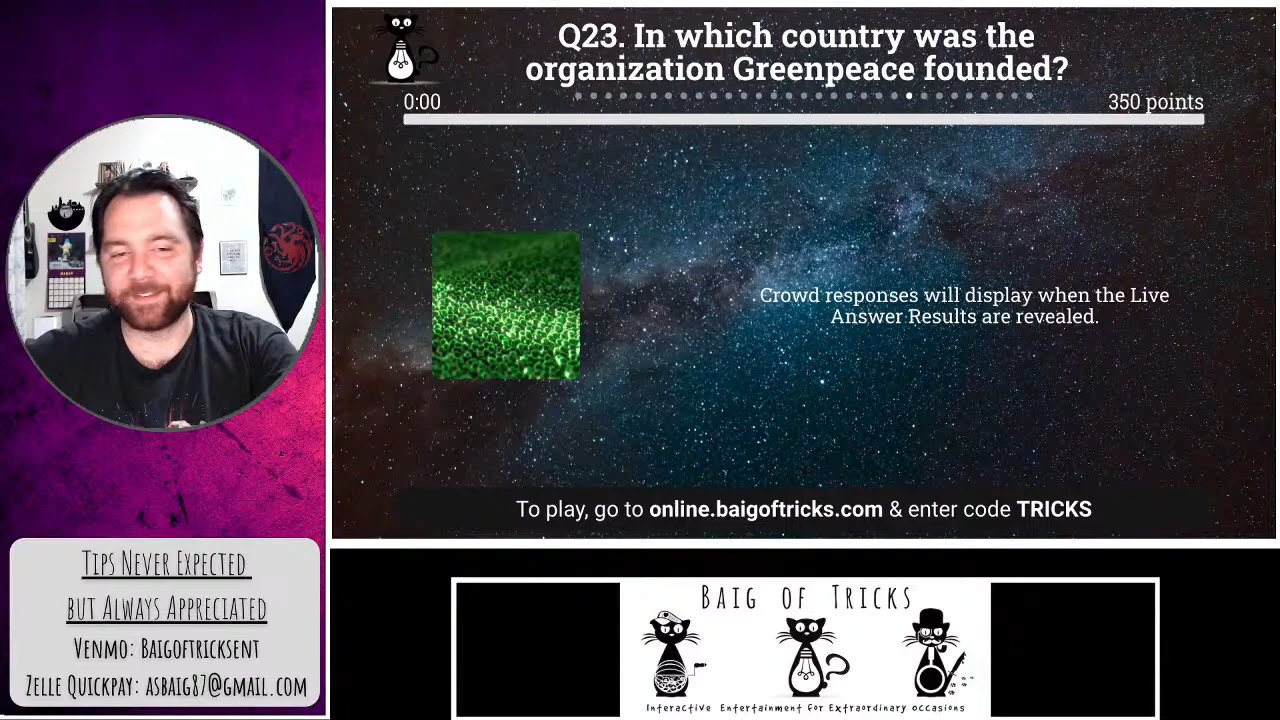 Q23. In which country was the
organization Greenpeace founded?
0:00
350 points
Crowd responses will display when the Live
Answer Results are revealed.
To play, go to online.baigoftricks.com & enter code TRICKS
Tips Never Expected
but Always Appreciated
Venmo: Baigoftricksent
Zelle Quickpay: asbaig87@gmail.com
Baig of Tricks
Interactive Entertainment for Extraordinary Occasions